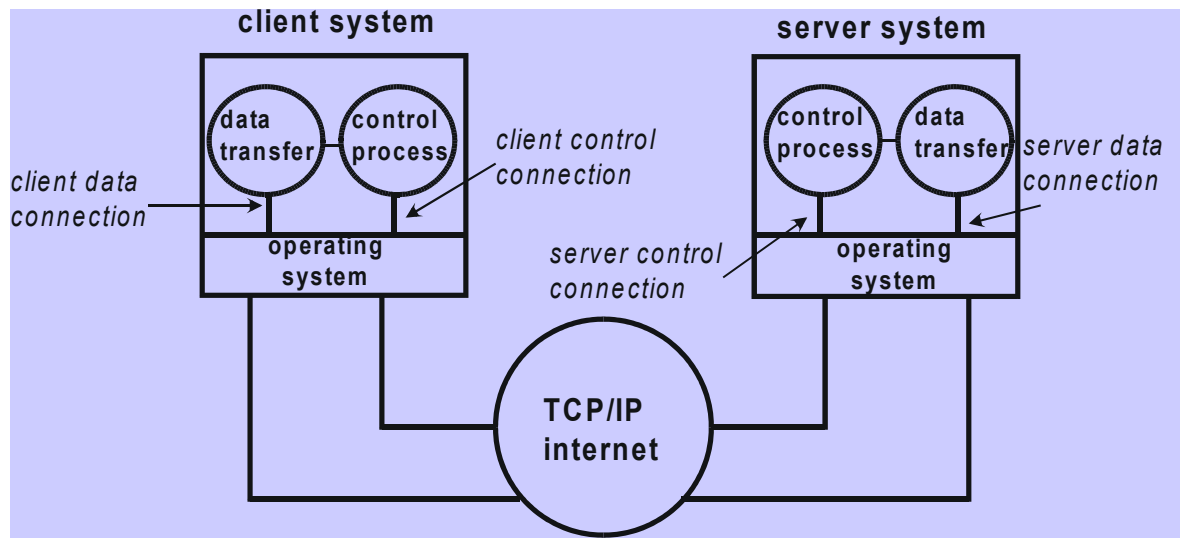 client system
server system
data
transfer
control
process
client control
connection
client data
connection
operating
system
control
process
data
transfer
server data
connection
server control
connection
operating
system
TCP/IP
internet